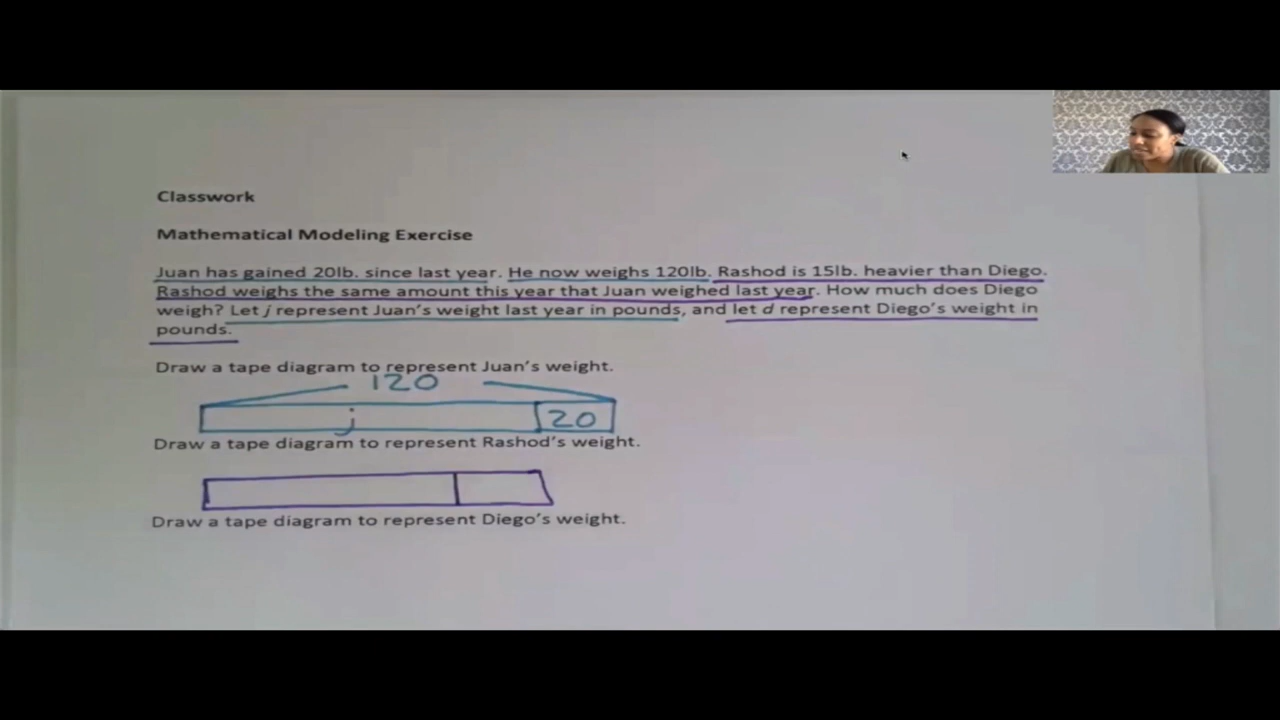 Classwork
Mathematical Modeling Exercise
Juan has gained 20lb. since last year. He now weighs 120lb. Rashod is 15lb. heavier than Diego.
Rashod weighs the same amount this year that Juan weighed last year. How much does Diego
weigh? Let j represent Juan's weight last year in pounds, and let d represent Diego's weight in
pounds.
Draw a tape diagram to represent Juan's weight.
120
j 20
Draw a tape diagram to represent Rashod's weight.
Draw a tape diagram to represent Diego's weight.